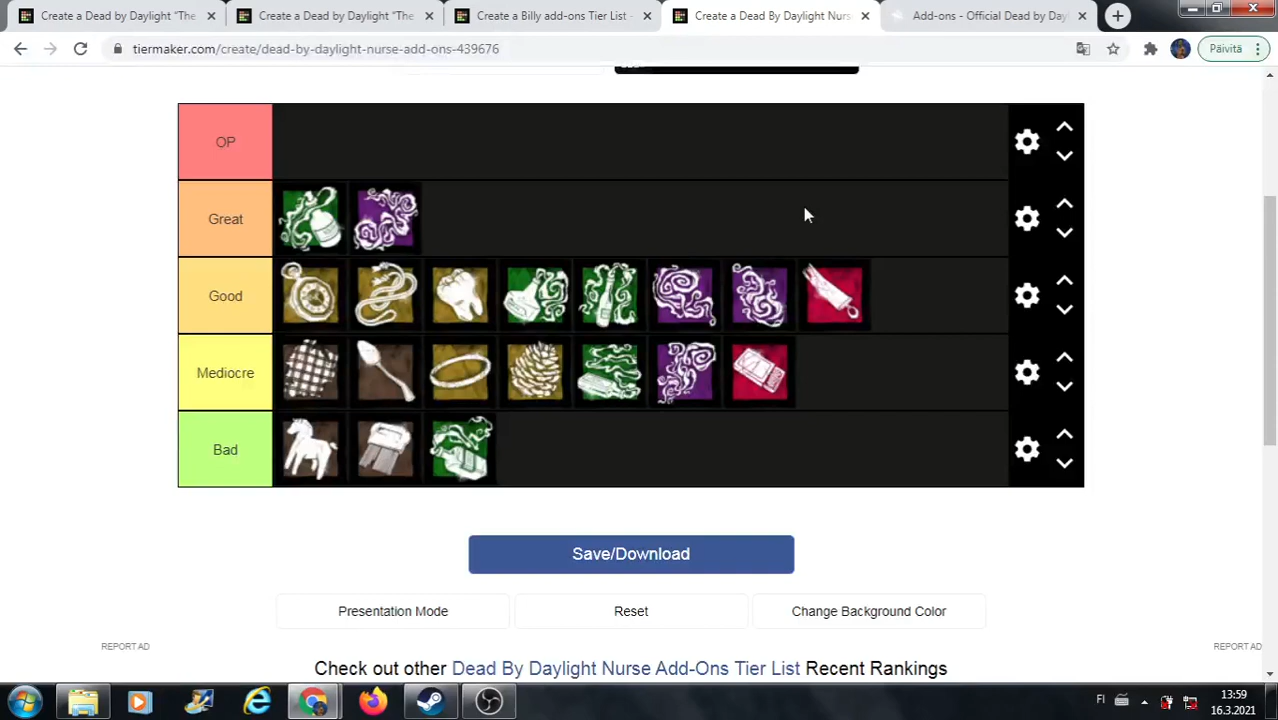 Create a Dead by Daylight "The
Create a Dead by Daylight "The
Create a Billy Add-ons Tier List -
Create a Dead By Daylight Nurs
Add-ons - Official Dead by Day
tiermaker.com/create/dead-by-daylight-nurse-add-ons-439676
Päivitä
OP
Great
Good
Mediocre
Bad
Save/Download
Presentation Mode
Reset
Change Background Color
REPORT AD
REPORT AD
Check out other Dead By Daylight Nurse Add-Ons Tier List Recent Rankings
FI
13:59
16.3.2021